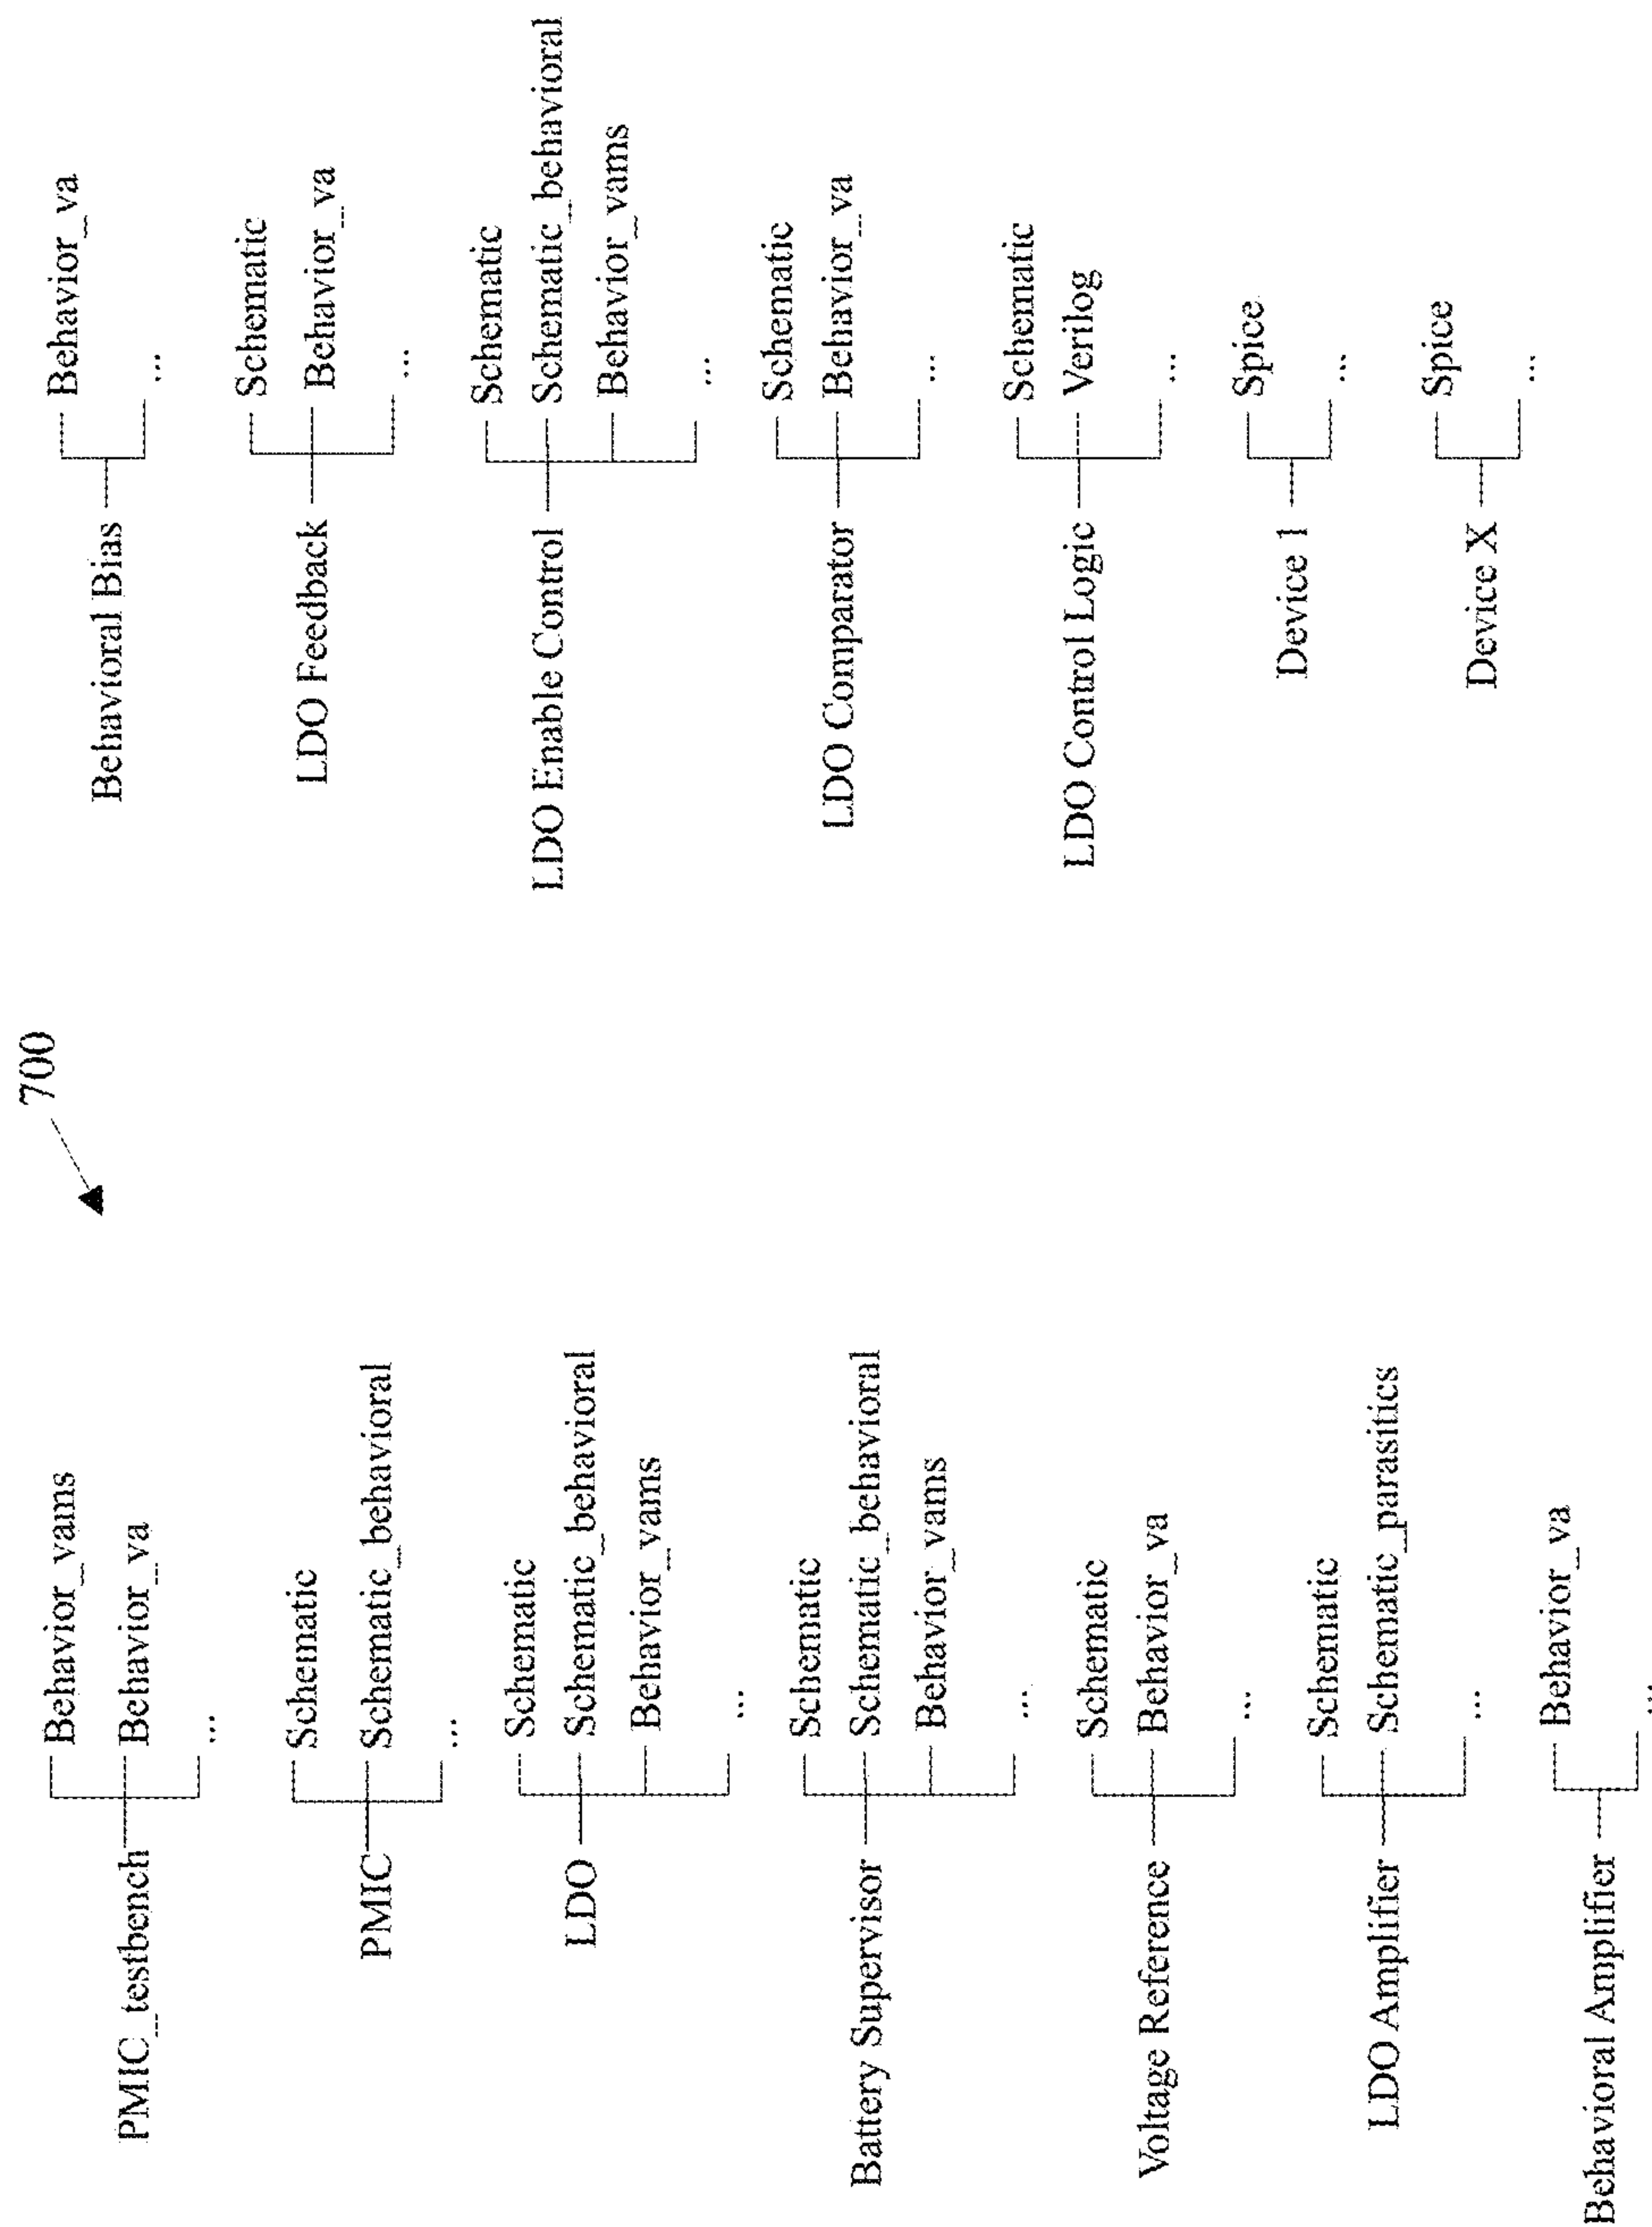 700
PMIC_testbench
Behavior_vams
Behavior_va
...
PMIC
Schematic
Schematic_behavioral
...
LDO
Schematic
Schematic_behavioral
Behavior_vams
...
Battery Supervisor
Schematic
Schematic_behavioral
Behavior_vams
...
Voltage Reference
Schematic
Behavior_va
...
LDO Amplifier
Schematic
Schematic_parasitics
...
Behavioral Amplifier
Behavior_va
...
Behavioral Bias
Behavior_va
...
LDO Feedback
Schematic
Behavior_va
...
LDO Enable Control
Schematic
Schematic_behavioral
Behavior_vams
...
LDO Comparator
Schematic
Behavior_va
...
LDO Control Logic
Schematic
Verilog
...
Device 1
Spice
...
Device X
Spice
...